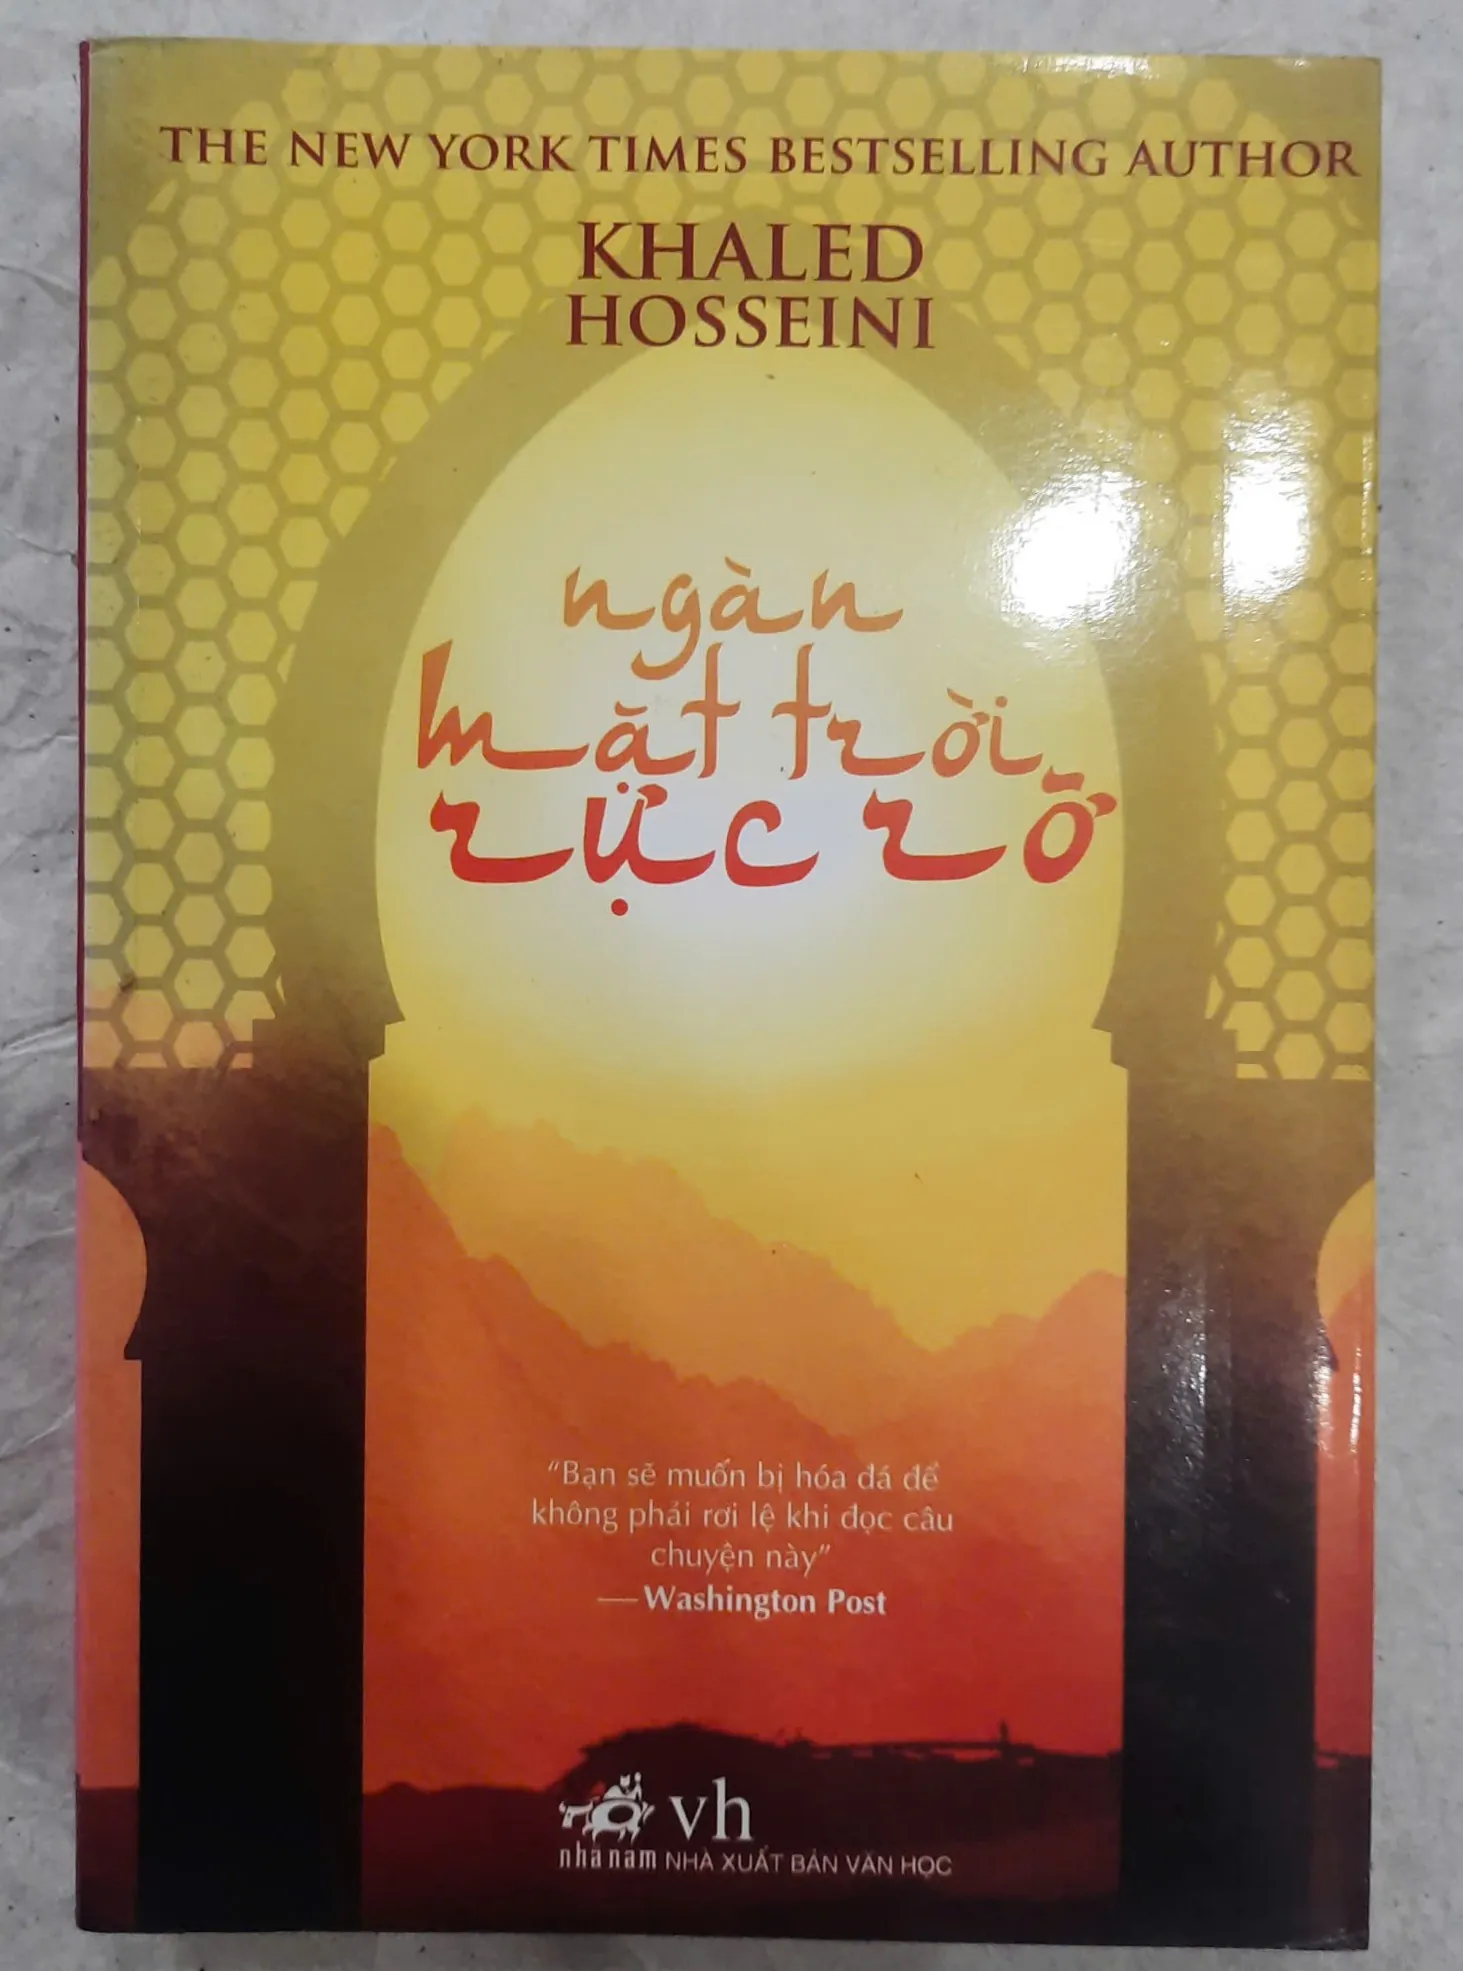 THE NEW YORK TIMES BESTSELLING AUTHOR
KHALED
HOSSEINI
ngàn
mặt trời
rực rỡ
“Bạn sẽ muốn bị hóa đá để
không phải rơi lệ khi đọc câu
chuyện này”
— Washington Post
vh
nhã nam NHÀ XUẤT BẢN VĂN HỌC